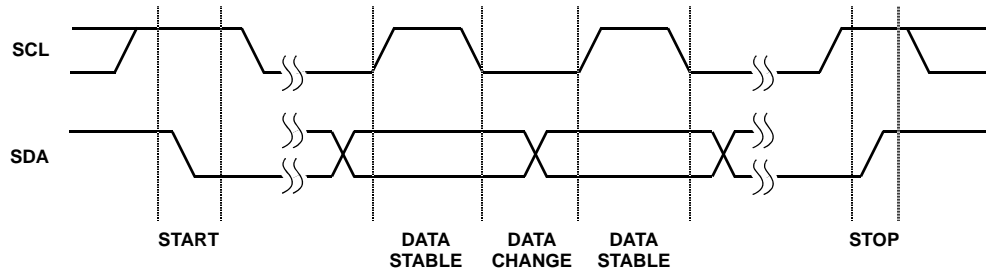 SCL
SDA
START
DATA
STABLE
DATA
CHANGE
DATA
STABLE
STOP